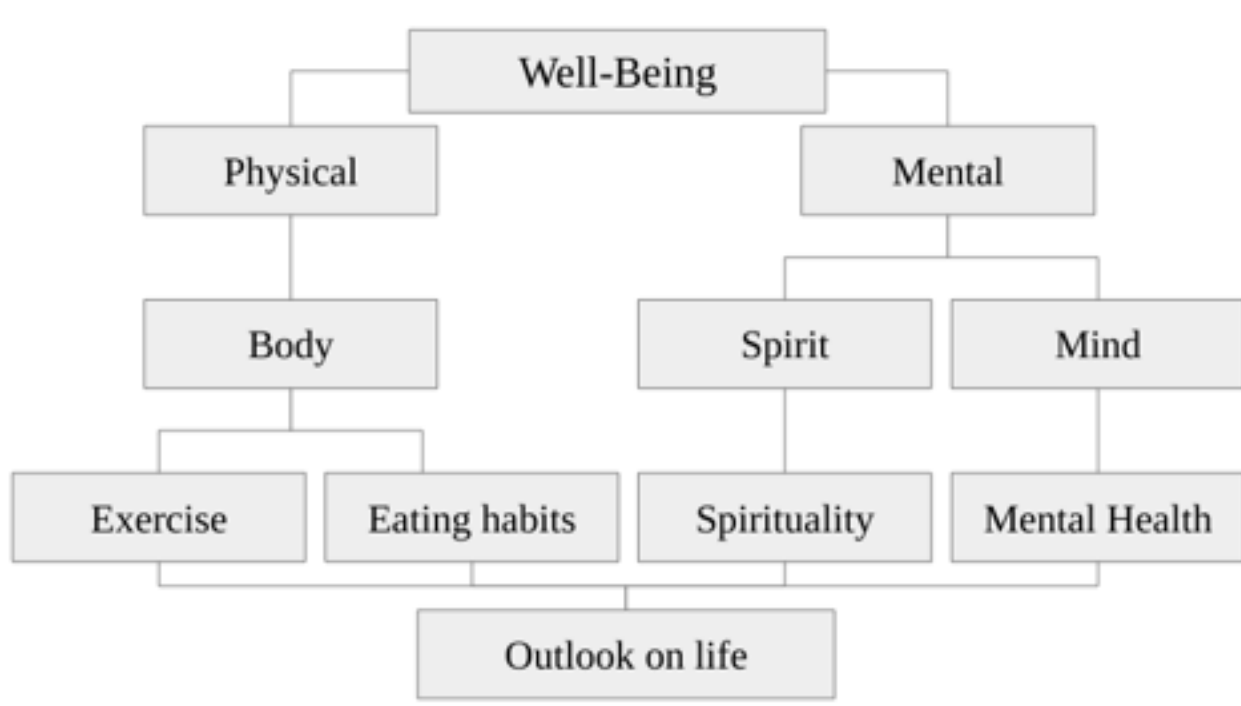 Well-Being
Physical
Mental
Body
Spirit
Mind
Exercise
Eating habits
Spirituality
Mental Health
Outlook on life